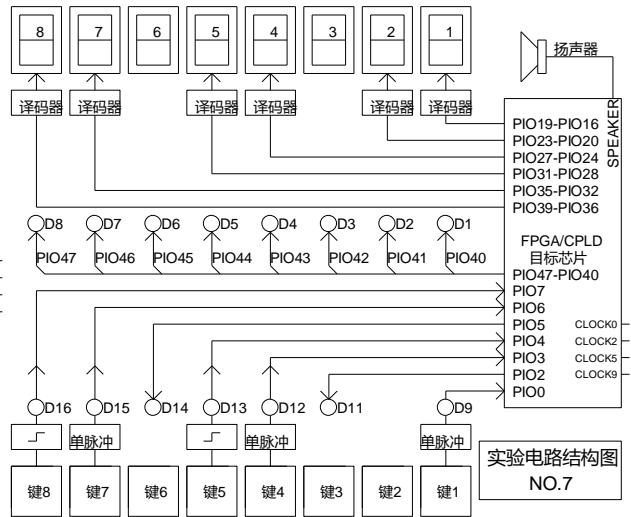 8 7 6 5 4 3 2 1
扬声器
译码器 译码器 译码器 译码器 译码器 译码器
SPEAKER
PIO19-PIO16
PIO23-PIO20
PIO27-PIO24
PIO31-PIO28
PIO35-PIO32
PIO39-PIO36
D8 D7 D6 D5 D4 D3 D2 D1
PIO47 PIO46 PIO45 PIO44 PIO43 PIO42 PIO41 PIO40
FPGA/CPLD
目标芯片
PIO47-PIO40
PIO7
PIO6
PIO5 CLOCK0
PIO4 CLOCK2
PIO3 CLOCK5
PIO2 CLOCK9
PIO0
D16 D15 D14 D13 D12 D11 D9
单脉冲 单脉冲 单脉冲
键8 键7 键6 键5 键4 键3 键2 键1
实验电路结构图
NO.7